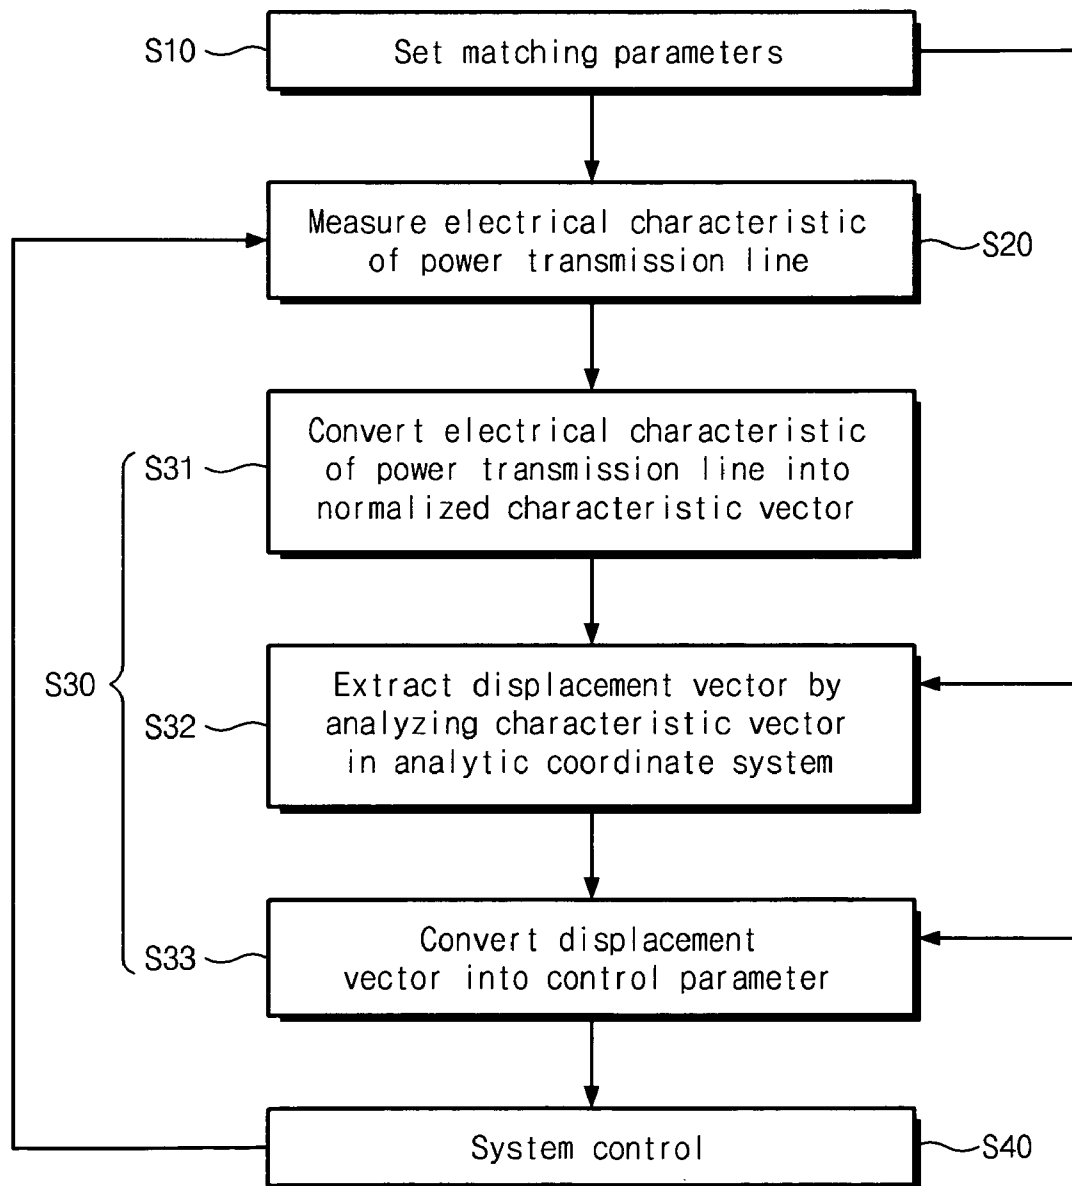 S10
Set matching parameters
Measure electrical characteristic
of power transmission line
S20
Convert electrical characteristic
of power transmission line into
normalized characteristic vector
S31
S30
Extract displacement vector by
analyzing characteristic vector
in analytic coordinate system
S32
Convert displacement
vector into control parameter
S33
System control
S40